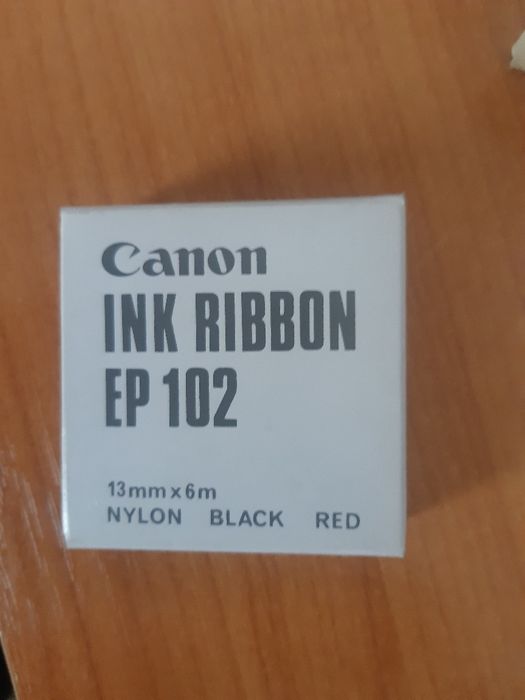 Canon
INK RIBBON
EP 102
13mm x 6m
NYLON BLACK RED